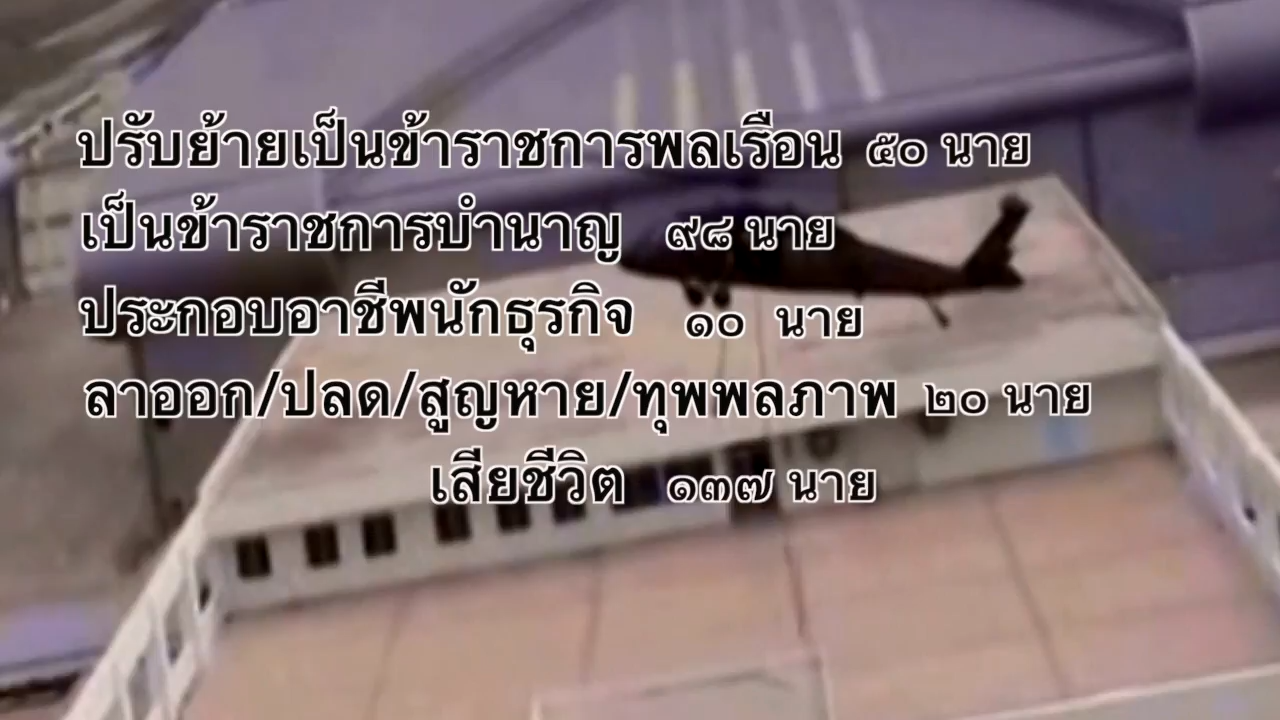 ปรับย้ายเป็นข้าราชการพลเรือน ๕๐ นาย
เป็นข้าราชการบำนาญ ๙๘ นาย
ประกอบอาชีพนักธุรกิจ ๑๐ นาย
ลาออก/ปลด/สูญหาย/ทุพพลภาพ ๒๐ นาย
เสียชีวิต ๑๓๗ นาย